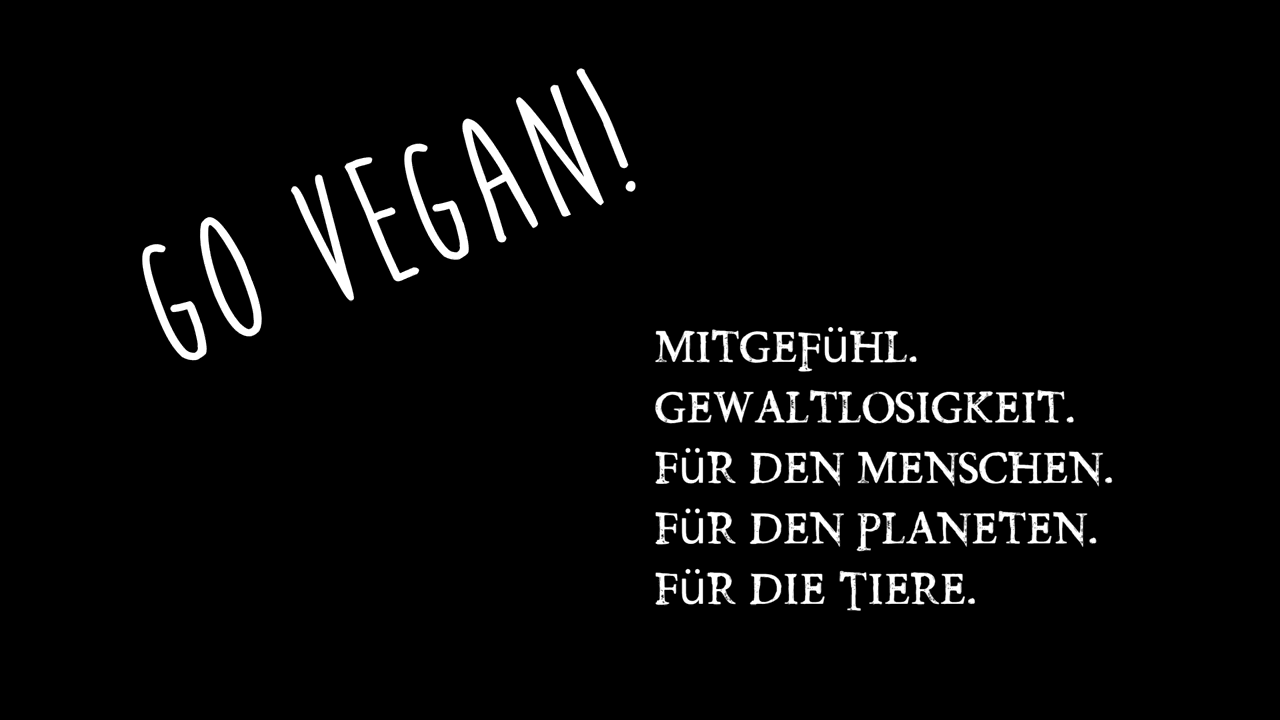 GO VEGAN!
MITGEFÜHL.
GEWALTLOSIGKEIT.
FÜR DEN MENSCHEN.
FÜR DEN PLANETEN.
FÜR DIE TIERE.